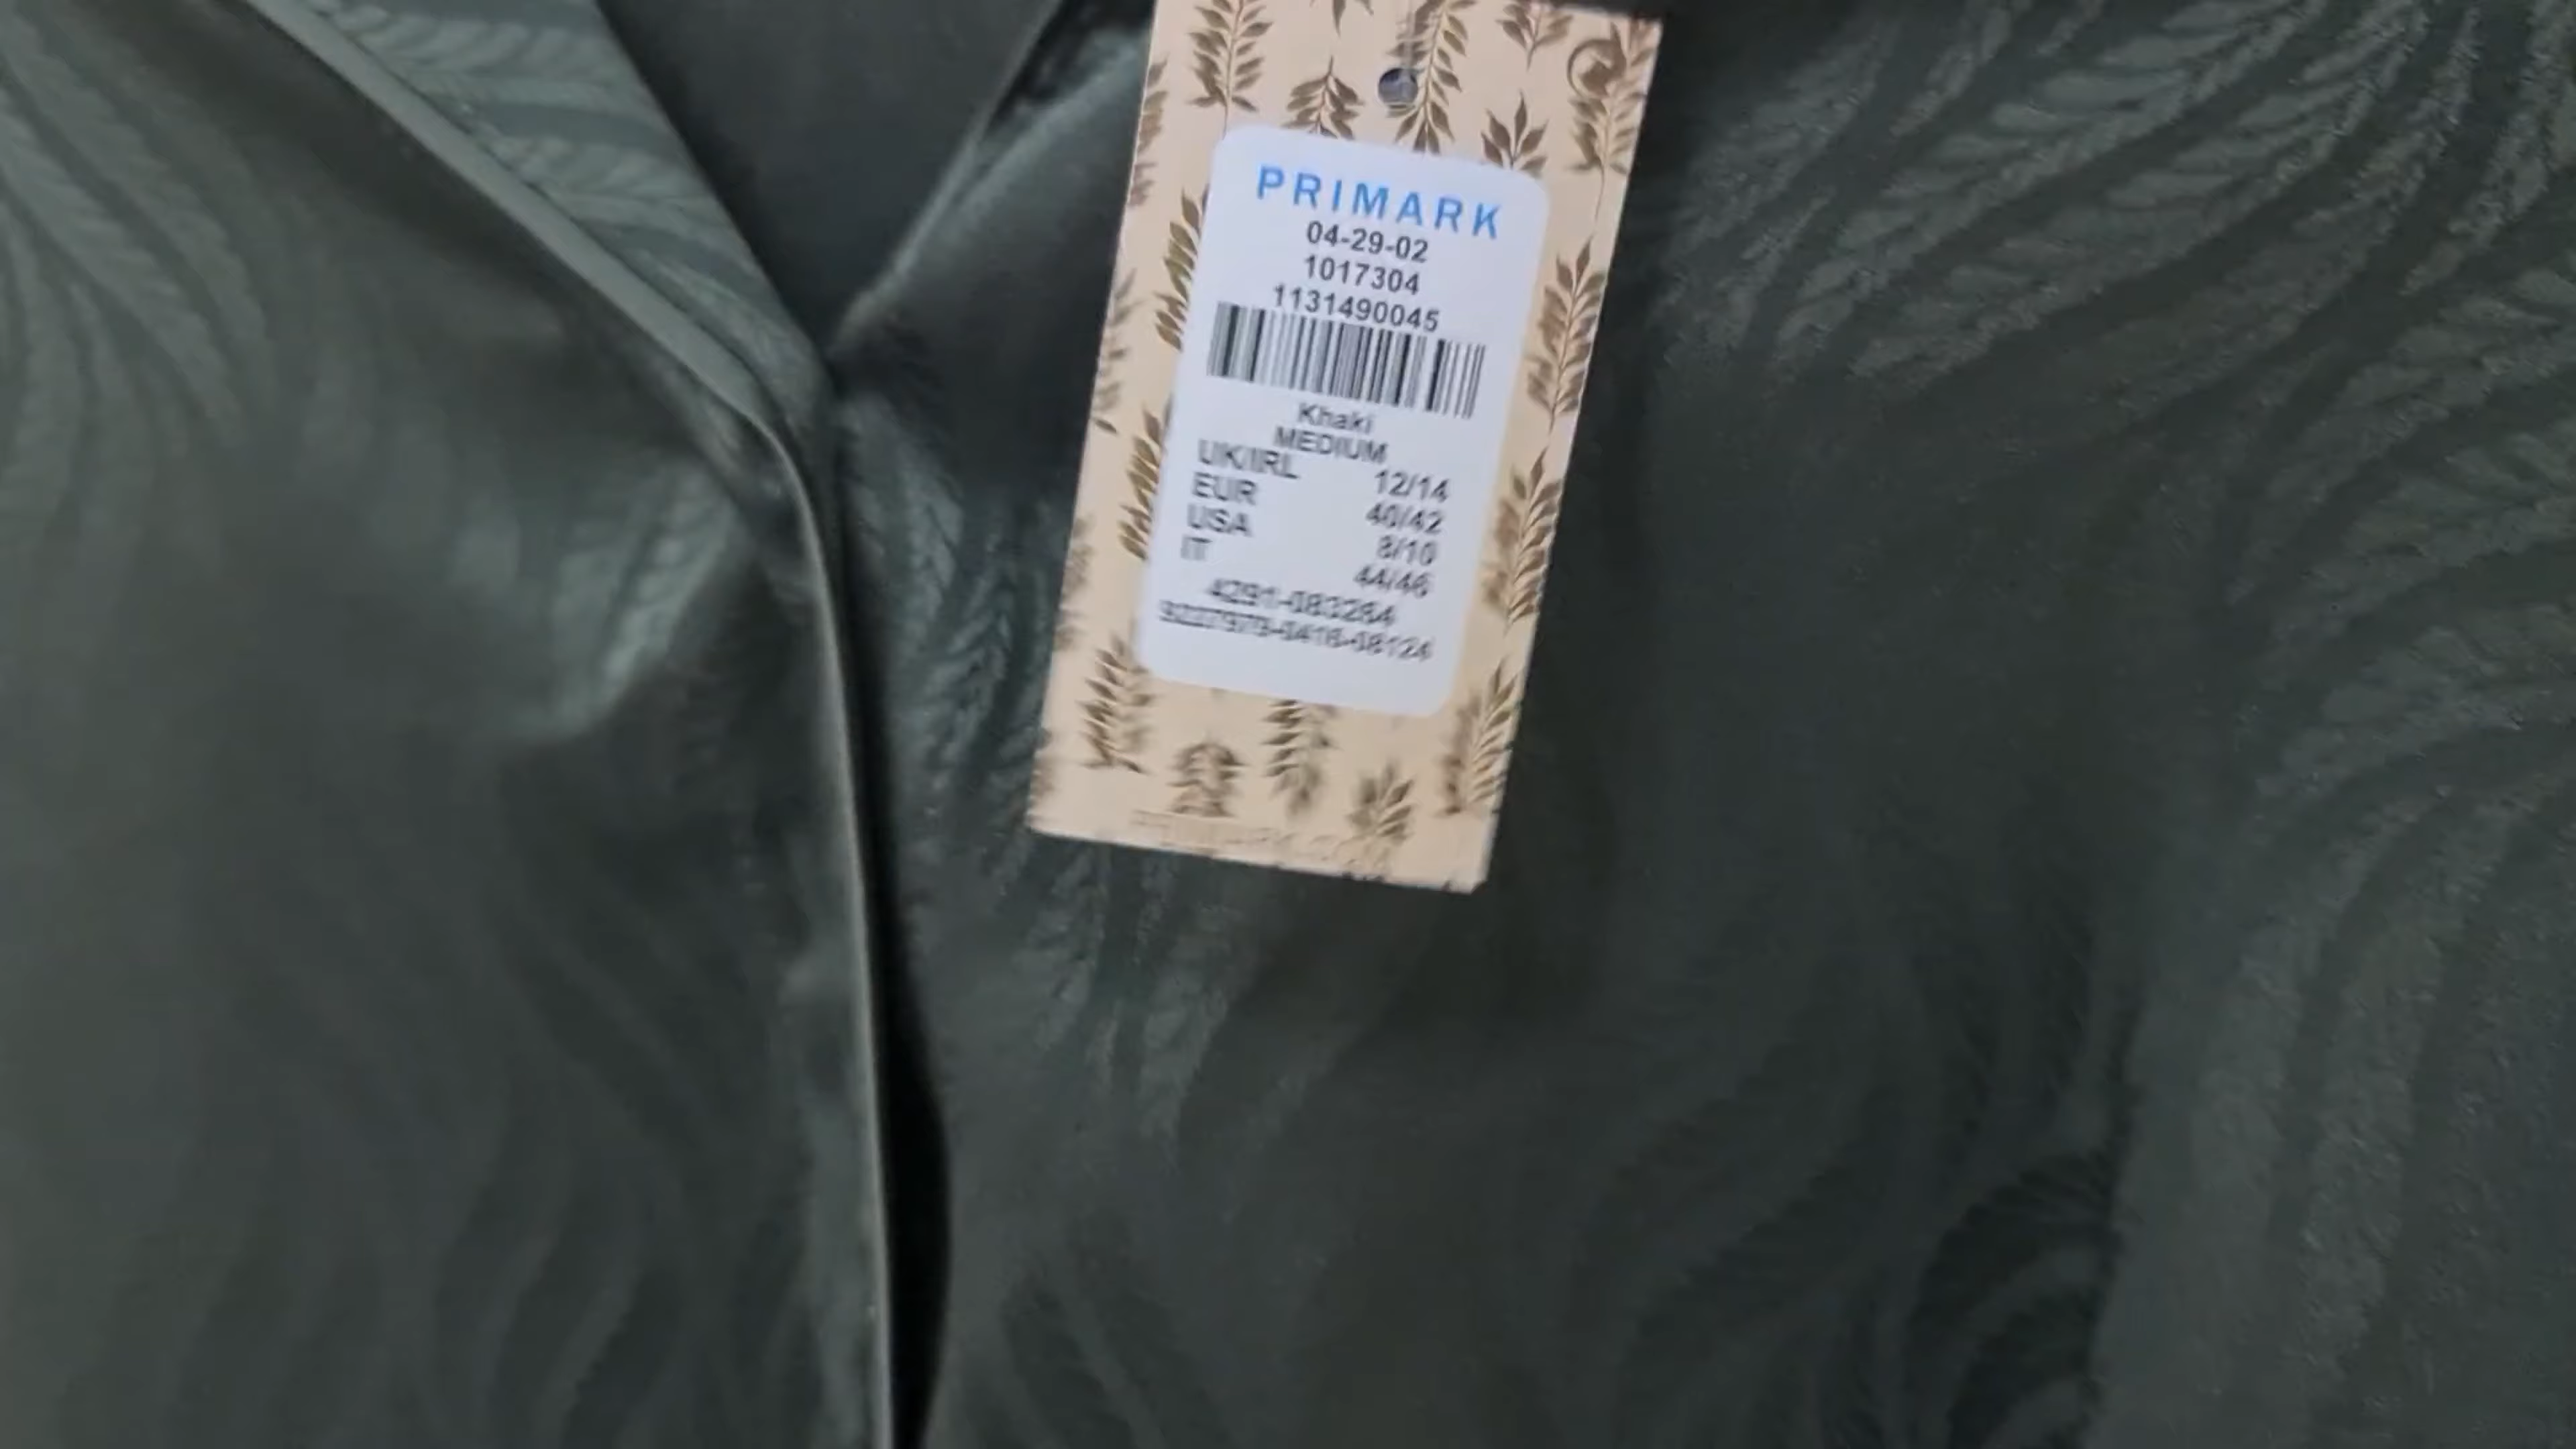 PRIMARK
04-29-02
1017304
1131490045
Khaki
MEDIUM
UK/IRL 12/14
EUR 40/42
USA 8/10
IT 44/46